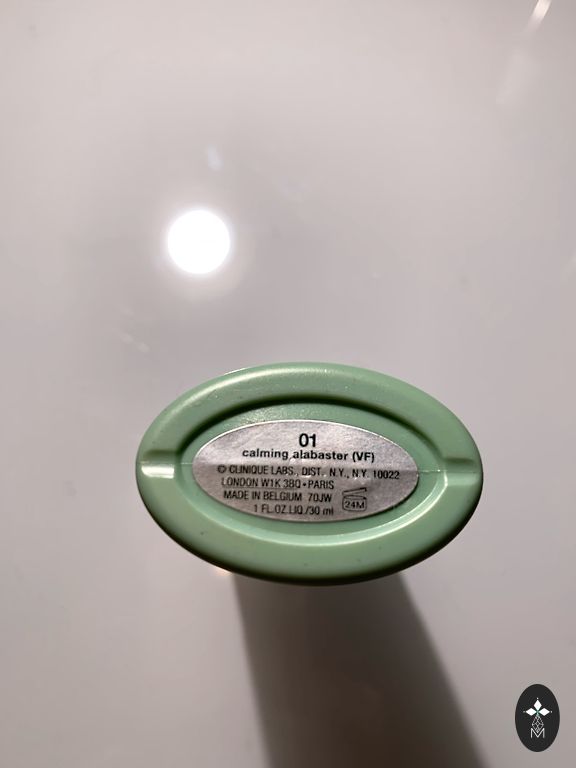 01
calming alabaster (VF)
© CLINIQUE LABS., DIST. N.Y., N.Y. 10022
LONDON W1K 3BQ • PARIS
MADE IN BELGIUM 70JW
24M
1 FL.OZ.LIQ./30 ml
M